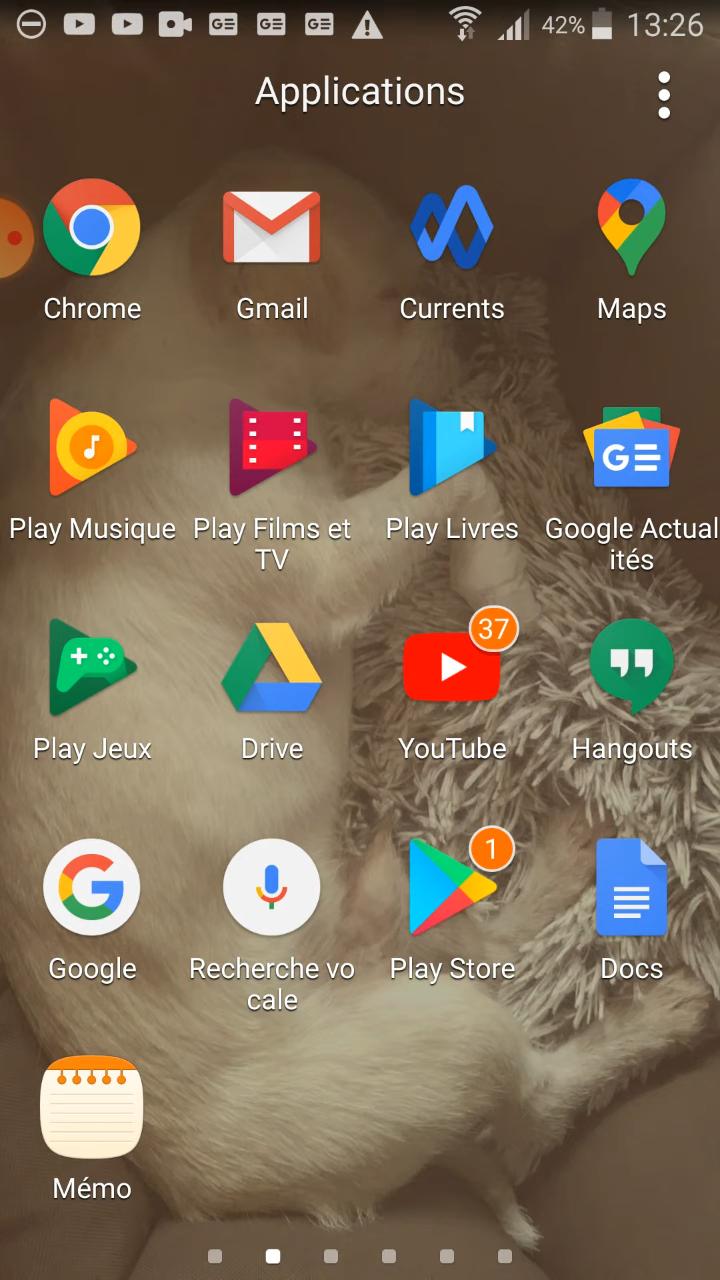 42% 13:26
Applications
Chrome
Gmail
Currents
Maps
Play Musique
Play Films et
TV
Play Livres
GE
Google Actual
ités
Play Jeux
Drive
37
YouTube
Hangouts
G
Google
Recherche vo
cale
1
Play Store
Docs
Mémo